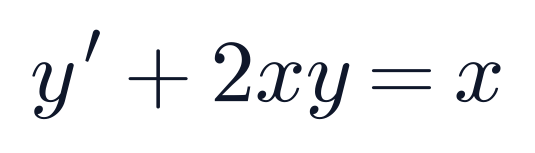 y′ + 2xy = x